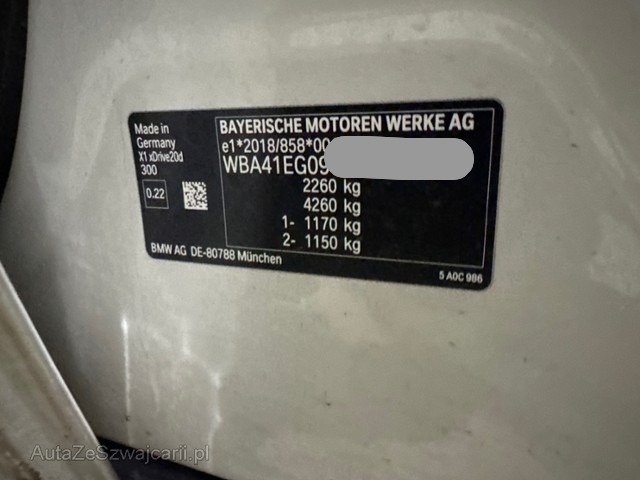 Made in
Germany
X1 xDrive20d
300
0.22
BAYERISCHE MOTOREN WERKE AG
e1*2018/858*00
WBA41EG09
2260 kg
4260 kg
1- 1170 kg
2- 1150 kg
BMW AG DE-80788 München
5 A0C 986
AutaZeSzwajcarii.pl